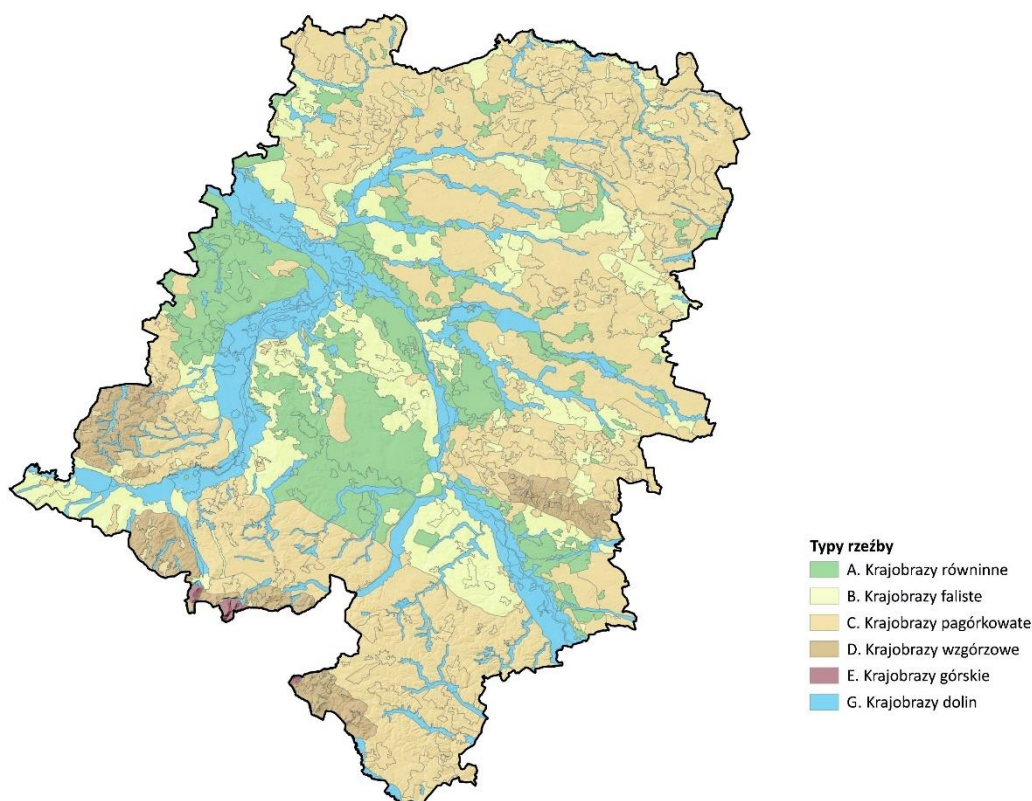 Typy rzeźby
A. Krajobrazy równinne
B. Krajobrazy faliste
C. Krajobrazy pagórkowate
D. Krajobrazy wzgórzowe
E. Krajobrazy górskie
G. Krajobrazy dolin